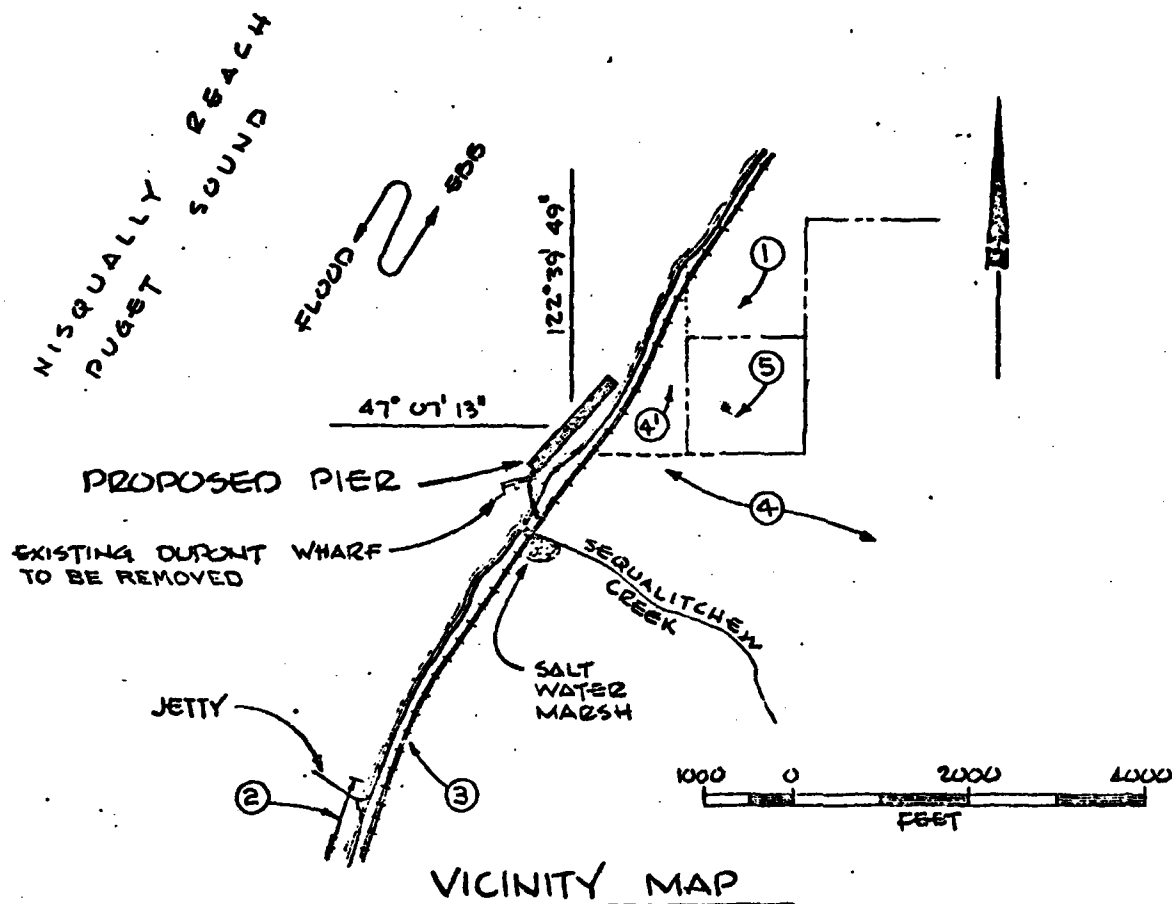 NISQUALLY REACH
PUGET SOUND
FLOOD
EBB
122° 39' 49"
47° 07' 13"
N
1
5
4'
4
PROPOSED PIER
EXISTING DUPONT WHARF
TO BE REMOVED
SEQUALITCHEW
CREEK
SALT
WATER
MARSH
JETTY
2
3
1000 0 2000 4000
FEET
VICINITY MAP